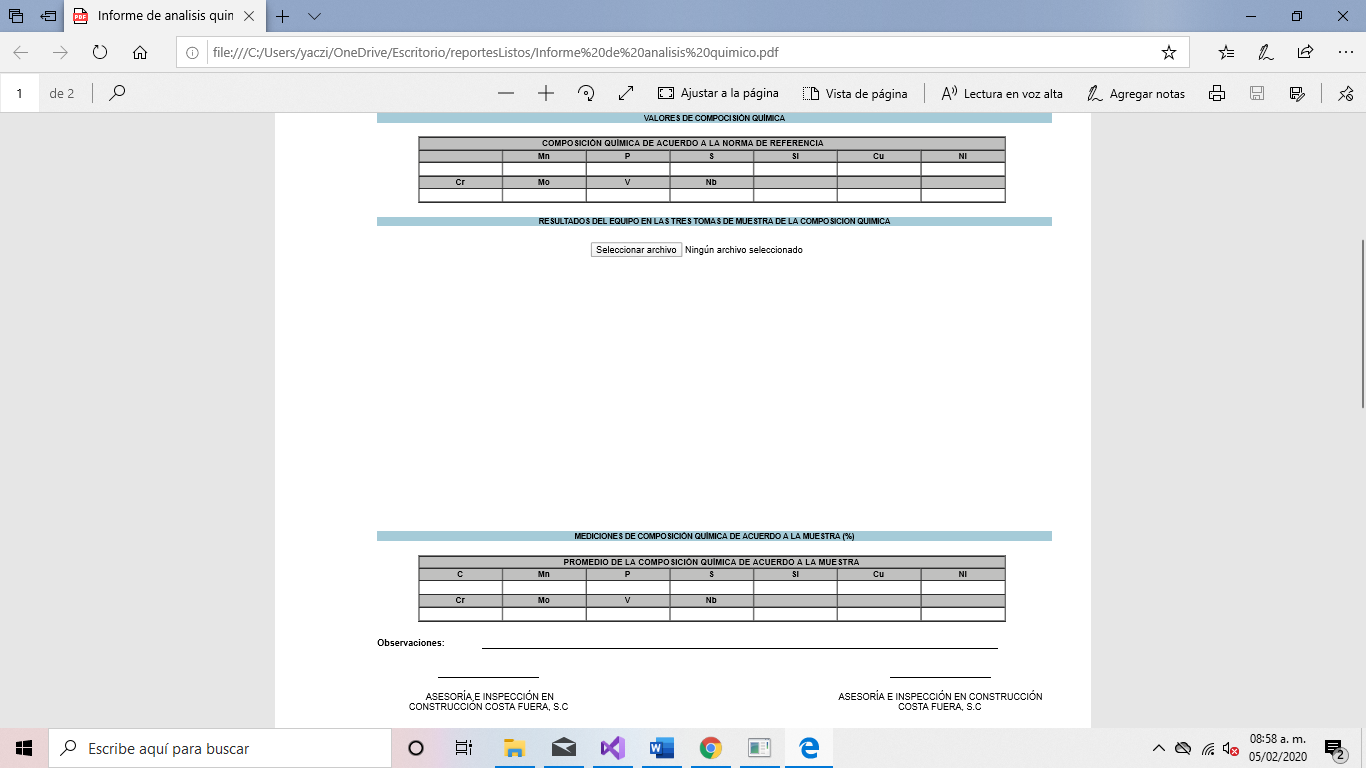 Informe de analisis quin
file:///C:/Users/yaczi/OneDrive/Escritorio/reportesListos/Informe%20de%20analisis%20quimico.pdf
1 de 2 Ajustar a la página Vista de página Lectura en voz alta Agregar notas
VALORES DE COMPOCISIÓN QUÍMICA
COMPOSICIÓN QUÍMICA DE ACUERDO A LA NORMA DE REFERENCIA
Mn P S Si Cu Ni
Cr Mo V Nb
RESULTADOS DEL EQUIPO EN LAS TRES TOMAS DE MUESTRA DE LA COMPOSICION QUIMICA
Seleccionar archivo Ningún archivo seleccionado
MEDICIONES DE COMPOSICIÓN QUÍMICA DE ACUERDO A LA MUESTRA (%)
PROMEDIO DE LA COMPOSICIÓN QUÍMICA DE ACUERDO A LA MUESTRA
C Mn P S Si Cu Ni
Cr Mo V Nb
Observaciones:
ASESORÍA E INSPECCIÓN EN
CONSTRUCCIÓN COSTA FUERA, S.C
ASESORÍA E INSPECCIÓN EN CONSTRUCCIÓN
COSTA FUERA, S.C
Escribe aquí para buscar
08:58 a. m.
05/02/2020
2